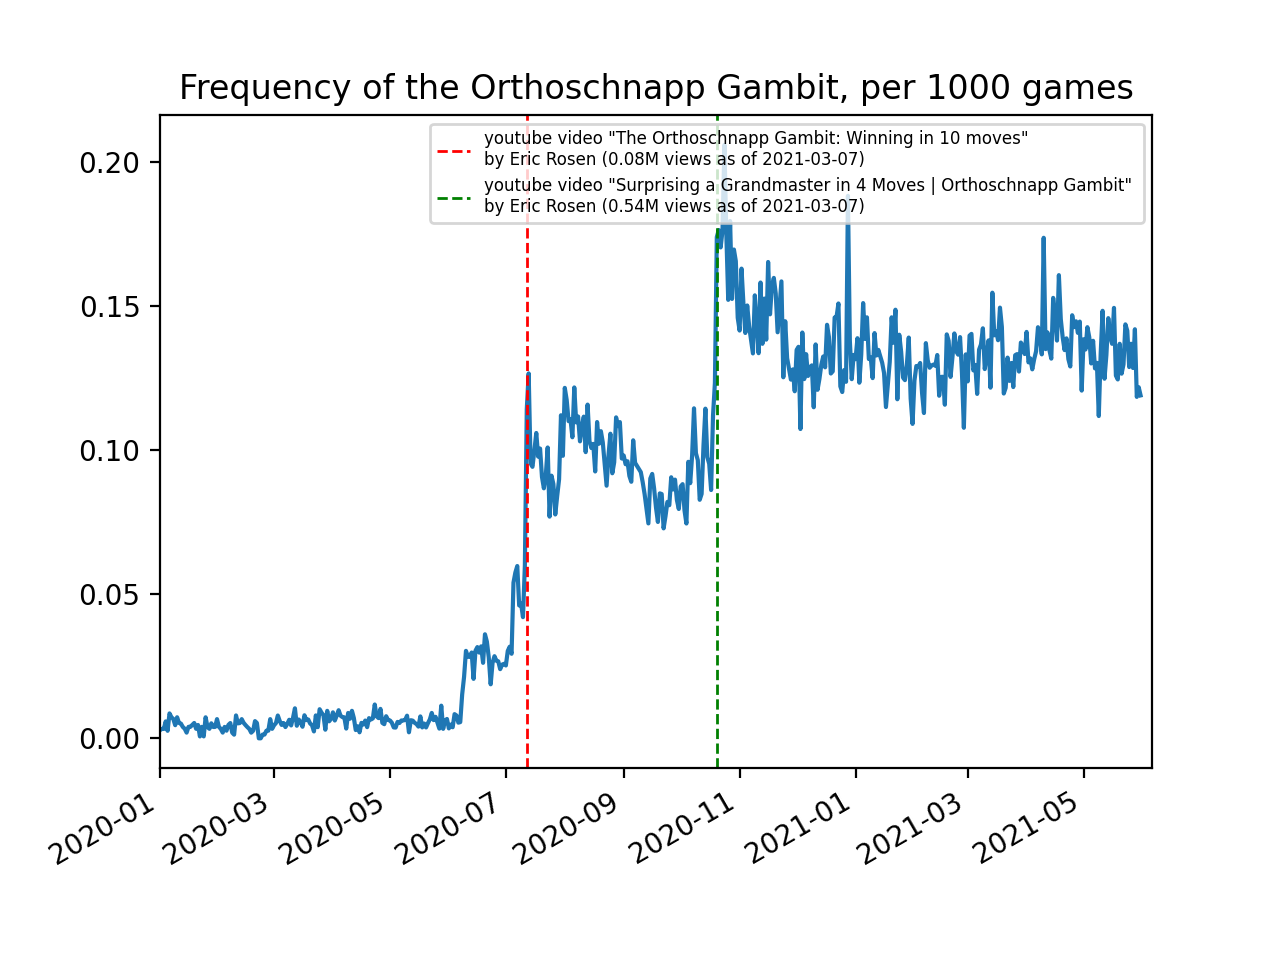 Frequency of the Orthoschnapp Gambit, per 1000 games
youtube video "The Orthoschnapp Gambit: Winning in 10 moves"
by Eric Rosen (0.08M views as of 2021-03-07)
youtube video "Surprising a Grandmaster in 4 Moves | Orthoschnapp Gambit"
by Eric Rosen (0.54M views as of 2021-03-07)
0.20
0.15
0.10
0.05
0.00
2020-01
2020-03
2020-05
2020-07
2020-09
2020-11
2021-01
2021-03
2021-05